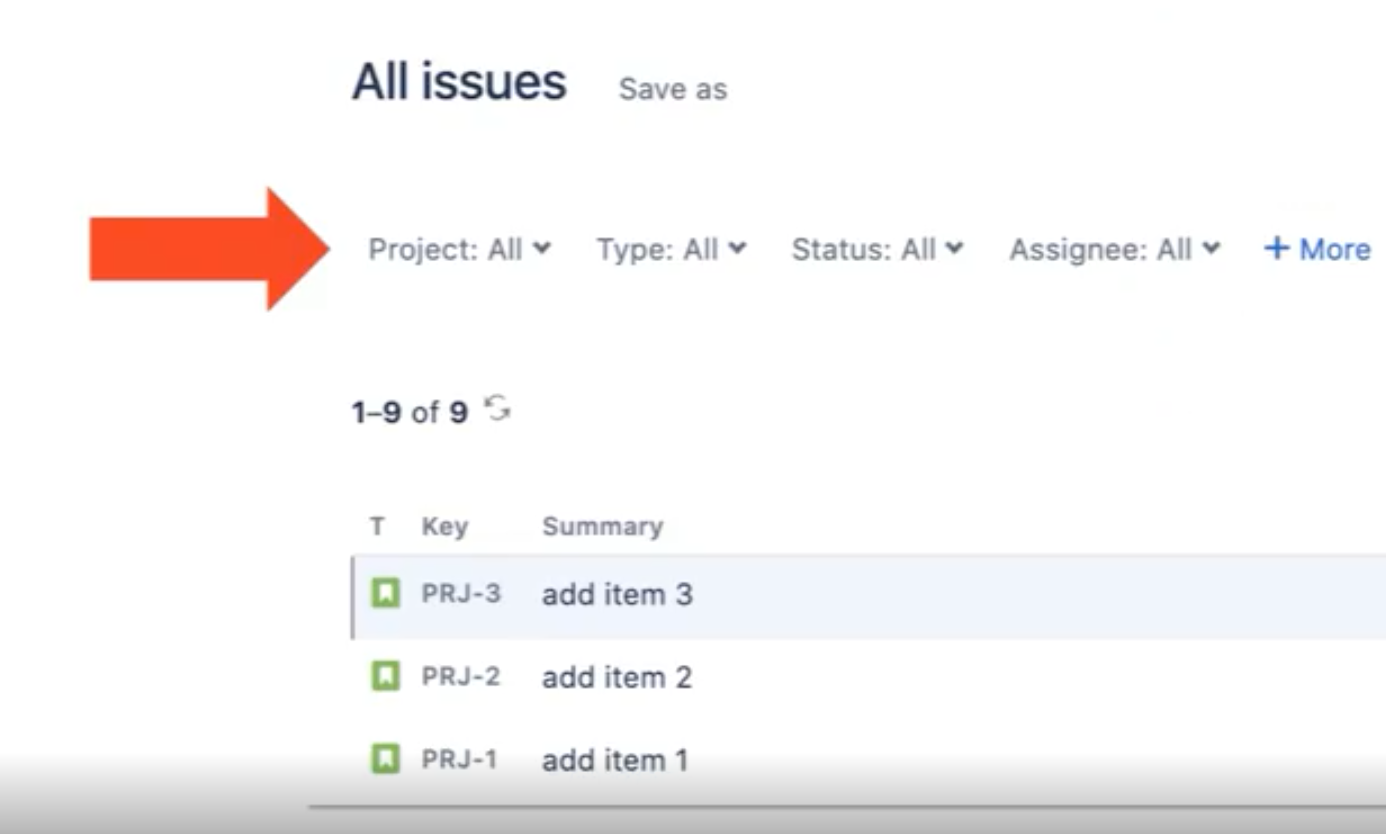 All issues Save as
Project: All Type: All Status: All Assignee: All + More
1–9 of 9
T Key Summary
PRJ-3 add item 3
PRJ-2 add item 2
PRJ-1 add item 1